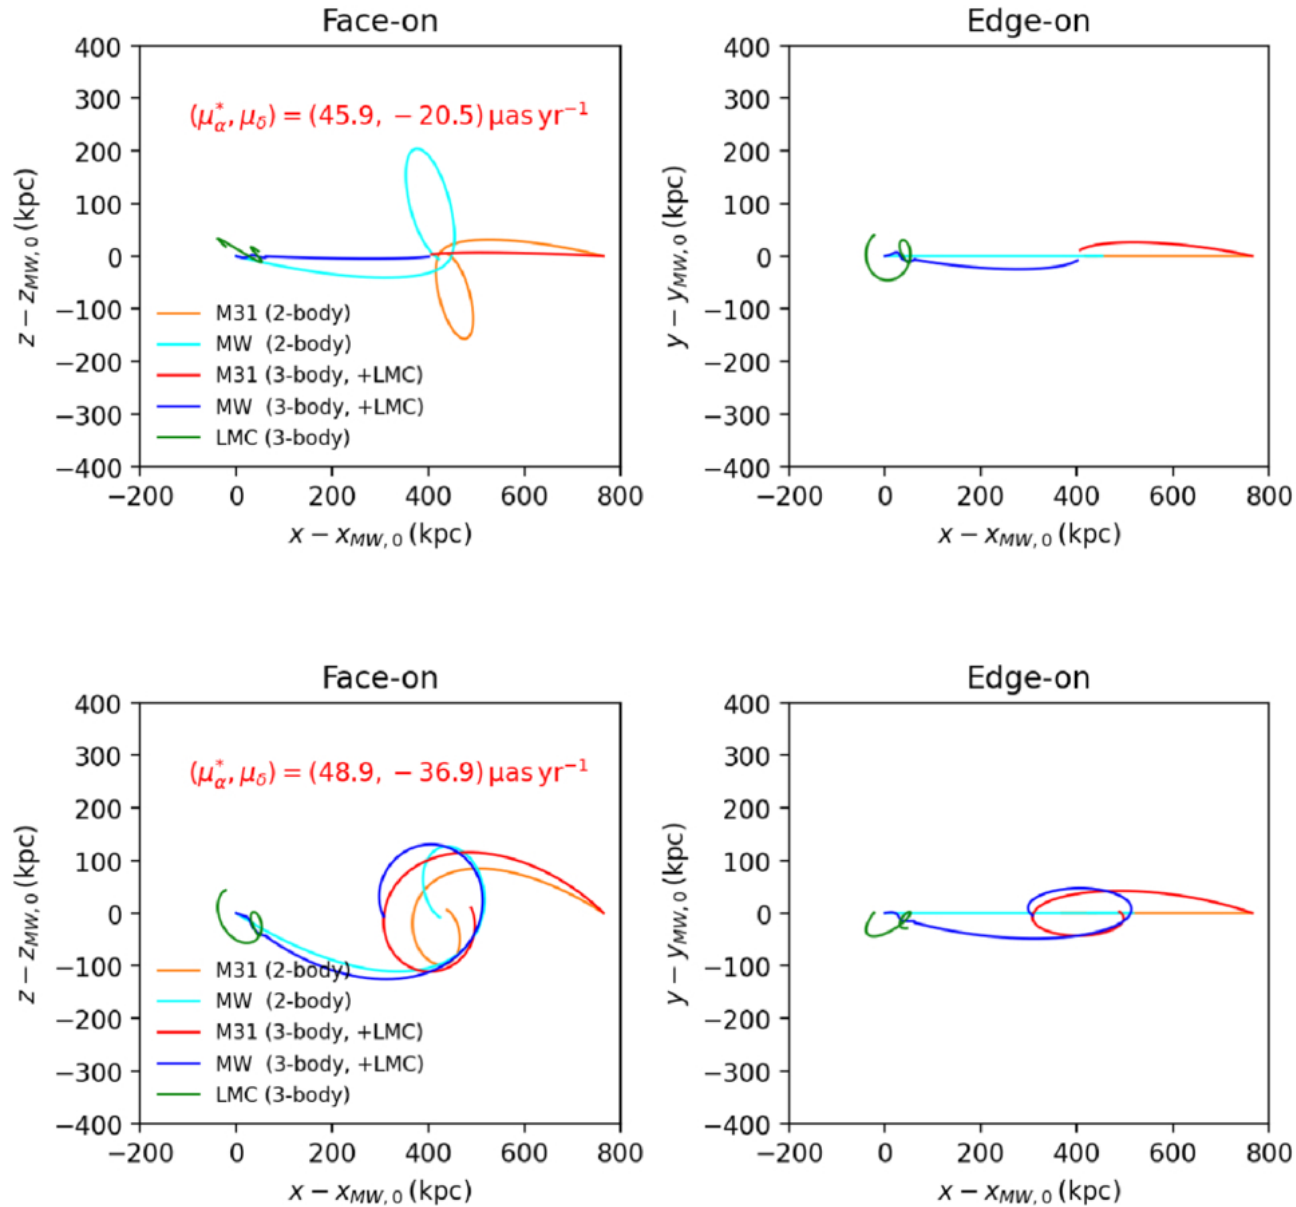 Face-on
Edge-on
400
300
200
100
0
−100
−200
−300
−400
z − z_{MW, 0} (kpc)
(μ*_α, μ_δ) = (45.9, − 20.5) μas yr⁻¹
M31 (2-body)
MW (2-body)
M31 (3-body, +LMC)
MW (3-body, +LMC)
LMC (3-body)
−200 0 200 400 600 800
x − x_{MW, 0} (kpc)
400
300
200
100
0
−100
−200
−300
−400
y − y_{MW, 0} (kpc)
−200 0 200 400 600 800
x − x_{MW, 0} (kpc)
Face-on
Edge-on
400
300
200
100
0
−100
−200
−300
−400
z − z_{MW, 0} (kpc)
(μ*_α, μ_δ) = (48.9, − 36.9) μas yr⁻¹
M31 (2-body)
MW (2-body)
M31 (3-body, +LMC)
MW (3-body, +LMC)
LMC (3-body)
−200 0 200 400 600 800
x − x_{MW, 0} (kpc)
400
300
200
100
0
−100
−200
−300
−400
y − y_{MW, 0} (kpc)
−200 0 200 400 600 800
x − x_{MW, 0} (kpc)